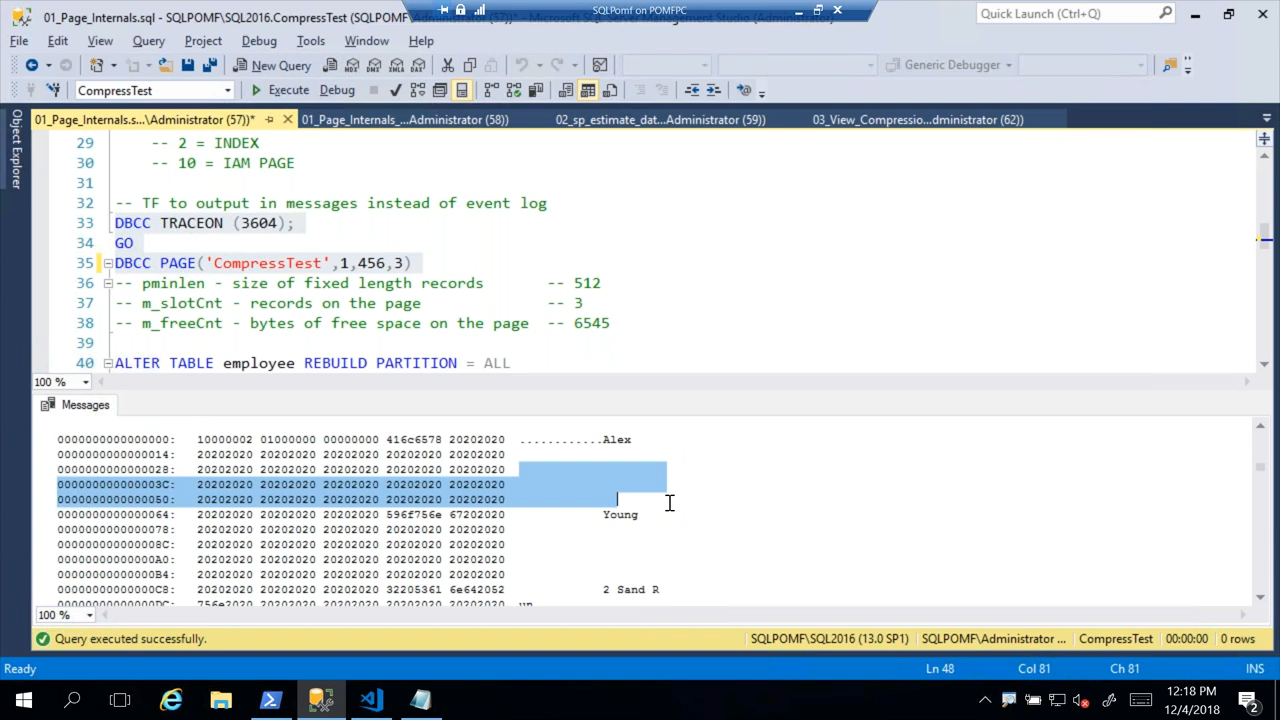 01_Page_Internals.sql - SQLPOMF\SQL2016.CompressTest (SQLPOMF\Administrator (57))* - Microsoft SQL Server Management Studio (Administrator)
SQLPomf on POMFPC
Quick Launch (Ctrl+Q)
File Edit View Query Project Debug Tools Window Help
New Query
Generic Debugger
CompressTest
Execute Debug
01_Page_Internals.s...\Administrator (57))*
01_Page_Internals_...Administrator (58))
02_sp_estimate_dat...Administrator (59))
03_View_Compressio...dministrator (62))
Object Explorer
29 -- 2 = INDEX
30 -- 10 = IAM PAGE
31
32 -- TF to output in messages instead of event log
33 DBCC TRACEON (3604);
34 GO
35 DBCC PAGE('CompressTest',1,456,3)
36 -- pminlen - size of fixed length records -- 512
37 -- m_slotCnt - records on the page -- 3
38 -- m_freeCnt - bytes of free space on the page -- 6545
39
40 ALTER TABLE employee REBUILD PARTITION = ALL
100 %
Messages
0000000000000000: 10000002 01000000 00000000 416c6578 20202020 ............Alex
0000000000000014: 20202020 20202020 20202020 20202020 20202020
0000000000000028: 20202020 20202020 20202020 20202020 20202020
000000000000003C: 20202020 20202020 20202020 20202020 20202020
0000000000000050: 20202020 20202020 20202020 20202020 20202020
0000000000000064: 20202020 20202020 20202020 596f756e 67202020 Young
0000000000000078: 20202020 20202020 20202020 20202020 20202020
000000000000008C: 20202020 20202020 20202020 20202020 20202020
00000000000000A0: 20202020 20202020 20202020 20202020 20202020
00000000000000B4: 20202020 20202020 20202020 20202020 20202020
00000000000000C8: 20202020 20202020 20202020 32205361 6e642052 2 Sand R
00000000000000DC: 756e2020 20202020 20202020 20202020 20202020 un
100 %
Query executed successfully.
SQLPOMF\SQL2016 (13.0 SP1)
SQLPOMF\Administrator ...
CompressTest
00:00:00
0 rows
Ready
Ln 48
Col 81
Ch 81
INS
12:18 PM
12/4/2018
2